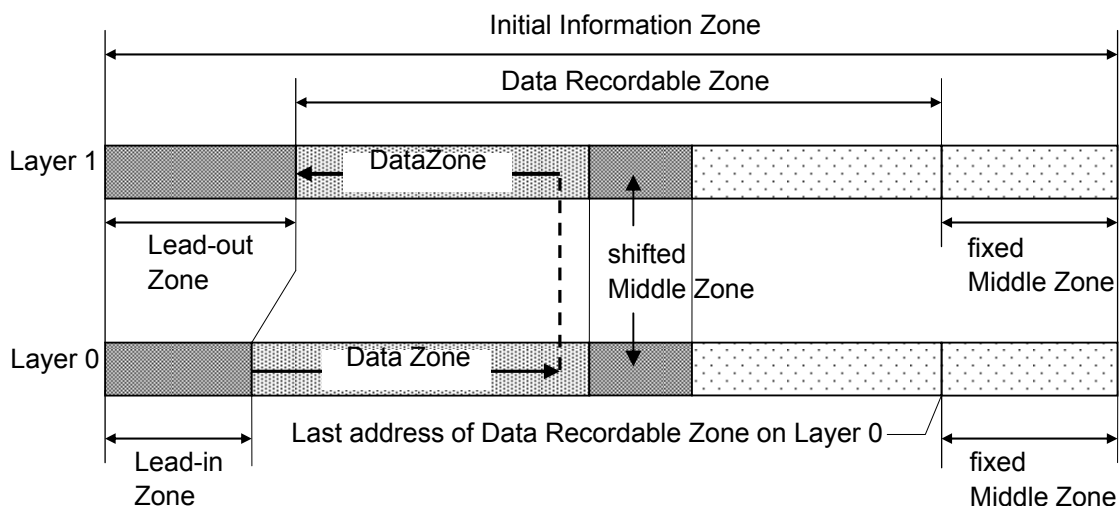 Initial Information Zone
Data Recordable Zone
Layer 1
DataZone
Lead-out
Zone
shifted
Middle Zone
fixed
Middle Zone
Layer 0
Data Zone
Last address of Data Recordable Zone on Layer 0
Lead-in
Zone
fixed
Middle Zone